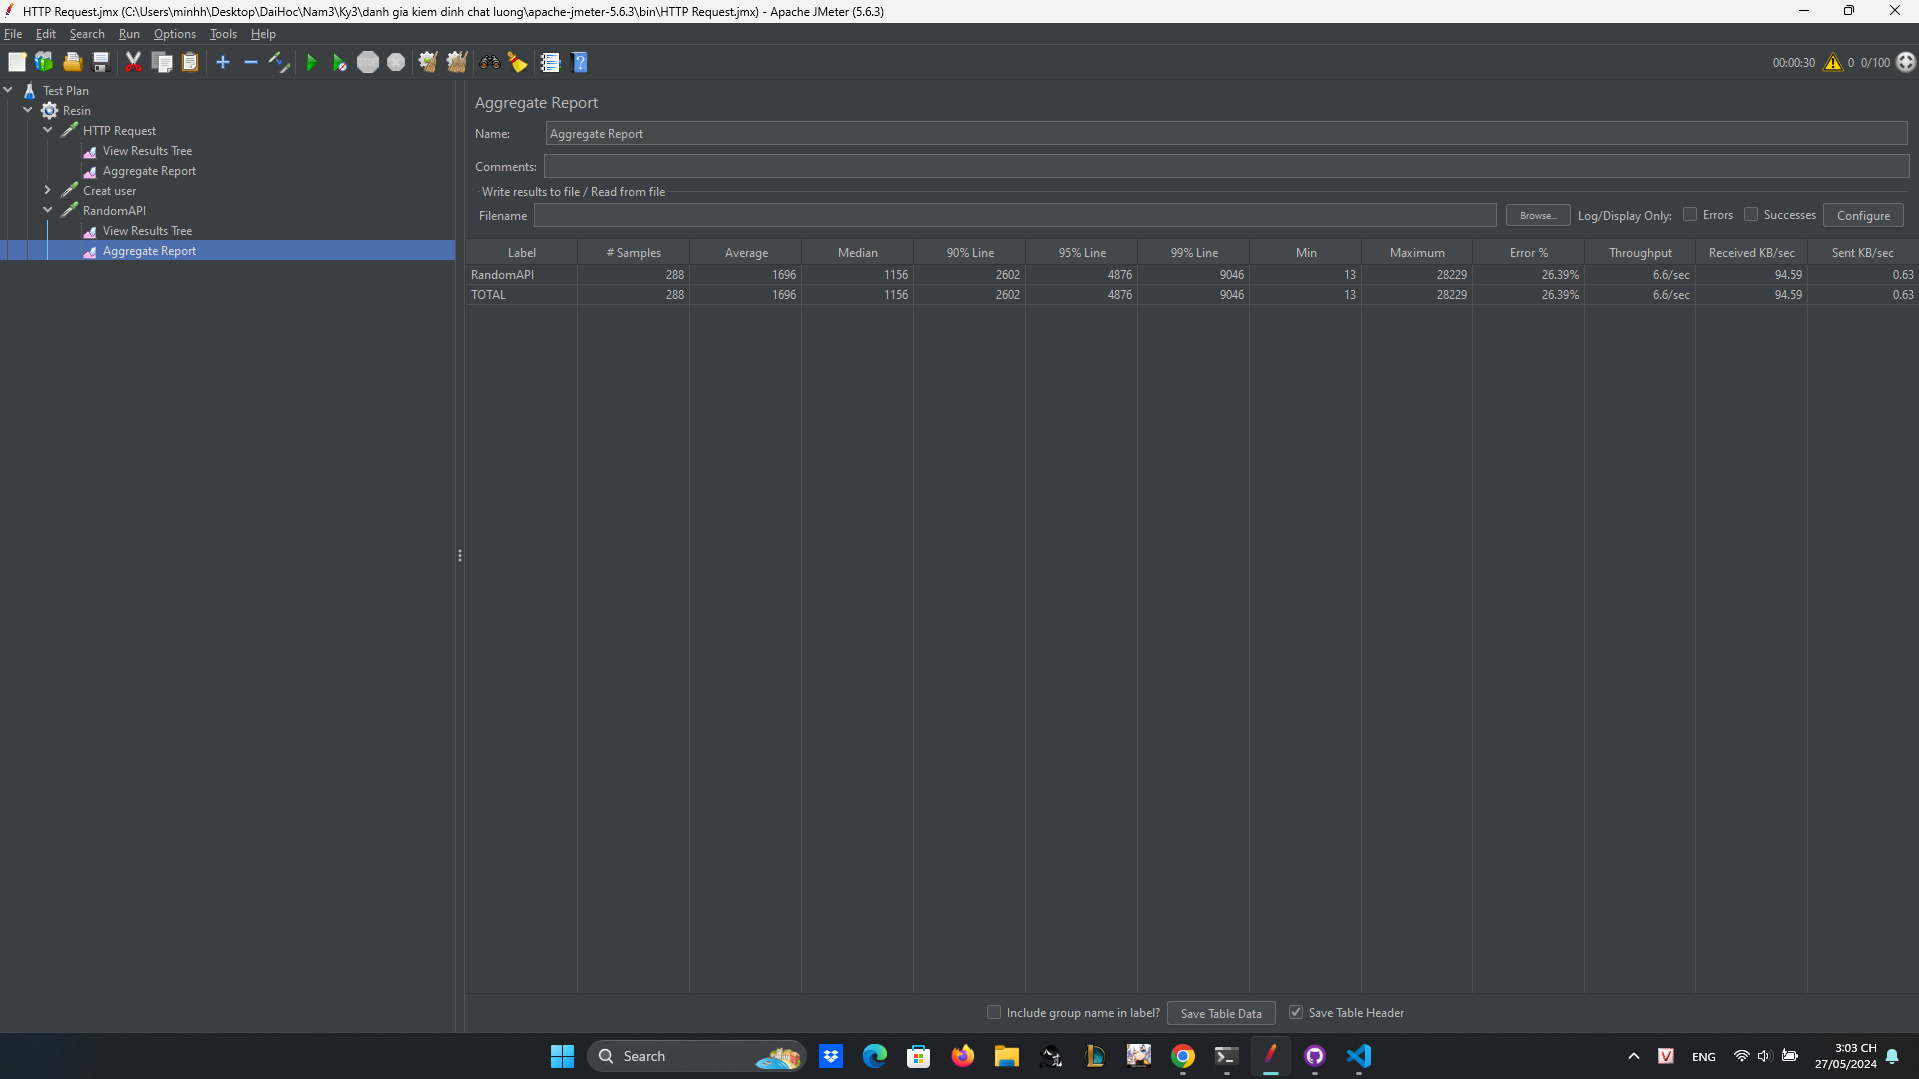 HTTP Request.jmx (C:\Users\minhh\Desktop\DaiHoc\Nam3\Ky3\danh gia kiem dinh chat luong\apache-jmeter-5.6.3\bin\HTTP Request.jmx) - Apache JMeter (5.6.3)
File Edit Search Run Options Tools Help
00:00:30 0 0/100
Test Plan
Resin
HTTP Request
View Results Tree
Aggregate Report
Creat user
RandomAPI
View Results Tree
Aggregate Report
Aggregate Report
Name: Aggregate Report
Comments:
Write results to file / Read from file
Filename Browse... Log/Display Only: Errors Successes Configure
Label # Samples Average Median 90% Line 95% Line 99% Line Min Maximum Error % Throughput Received KB/sec Sent KB/sec
RandomAPI 288 1696 1156 2602 4876 9046 13 28229 26.39% 6.6/sec 94.59 0.63
TOTAL 288 1696 1156 2602 4876 9046 13 28229 26.39% 6.6/sec 94.59 0.63
Include group name in label? Save Table Data Save Table Header
Search V ENG 3:03 CH
27/05/2024